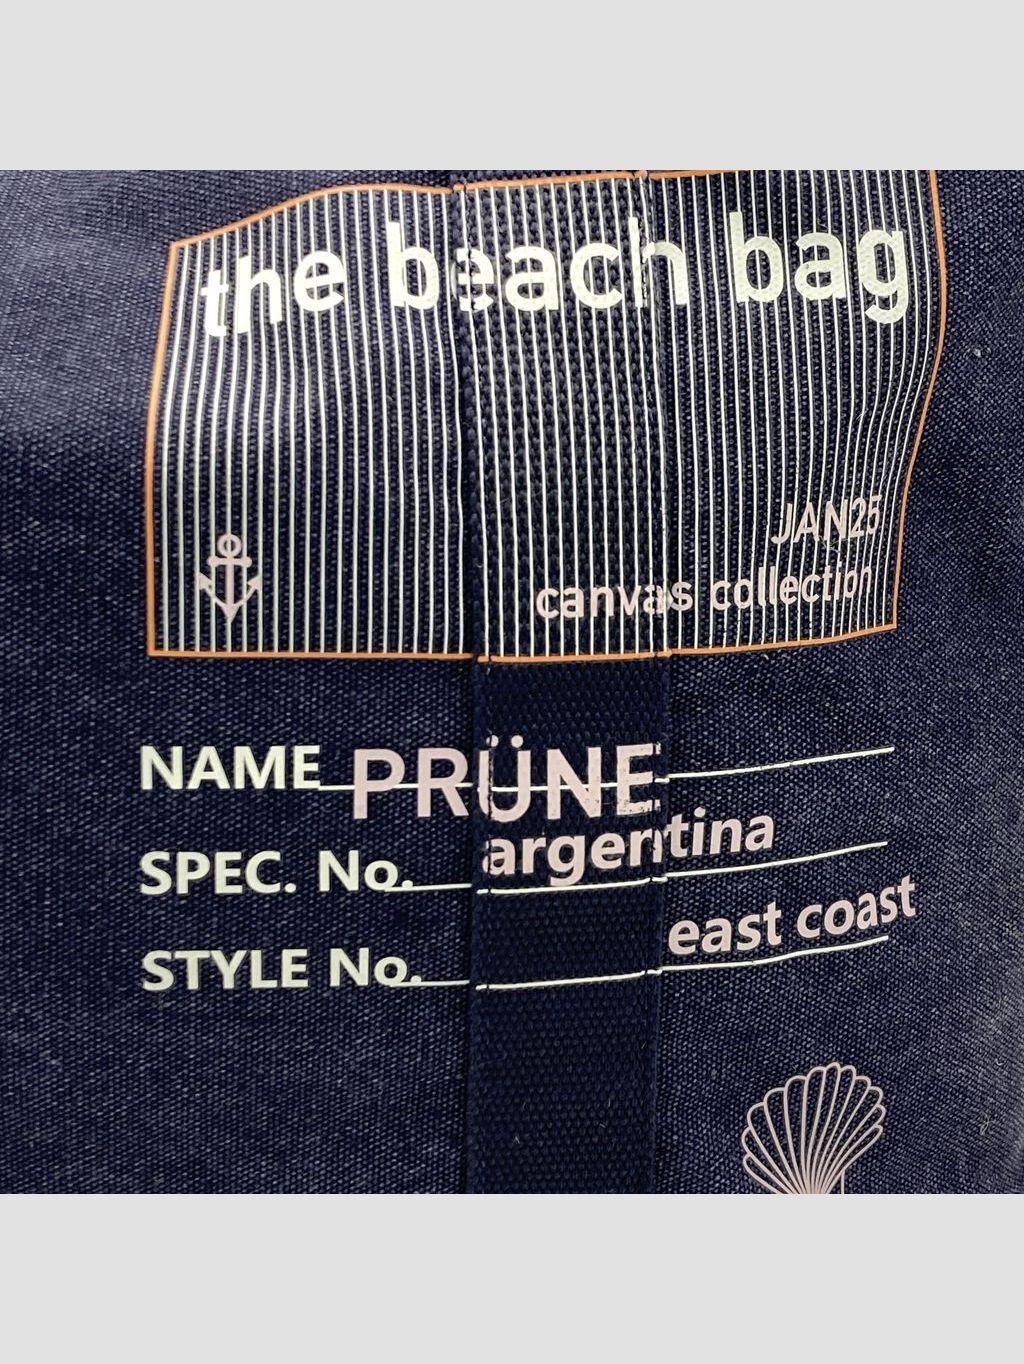 the beach bag
JAN25
canvas collection
NAME PRÜNE
SPEC. No. argentina
STYLE No. east coast